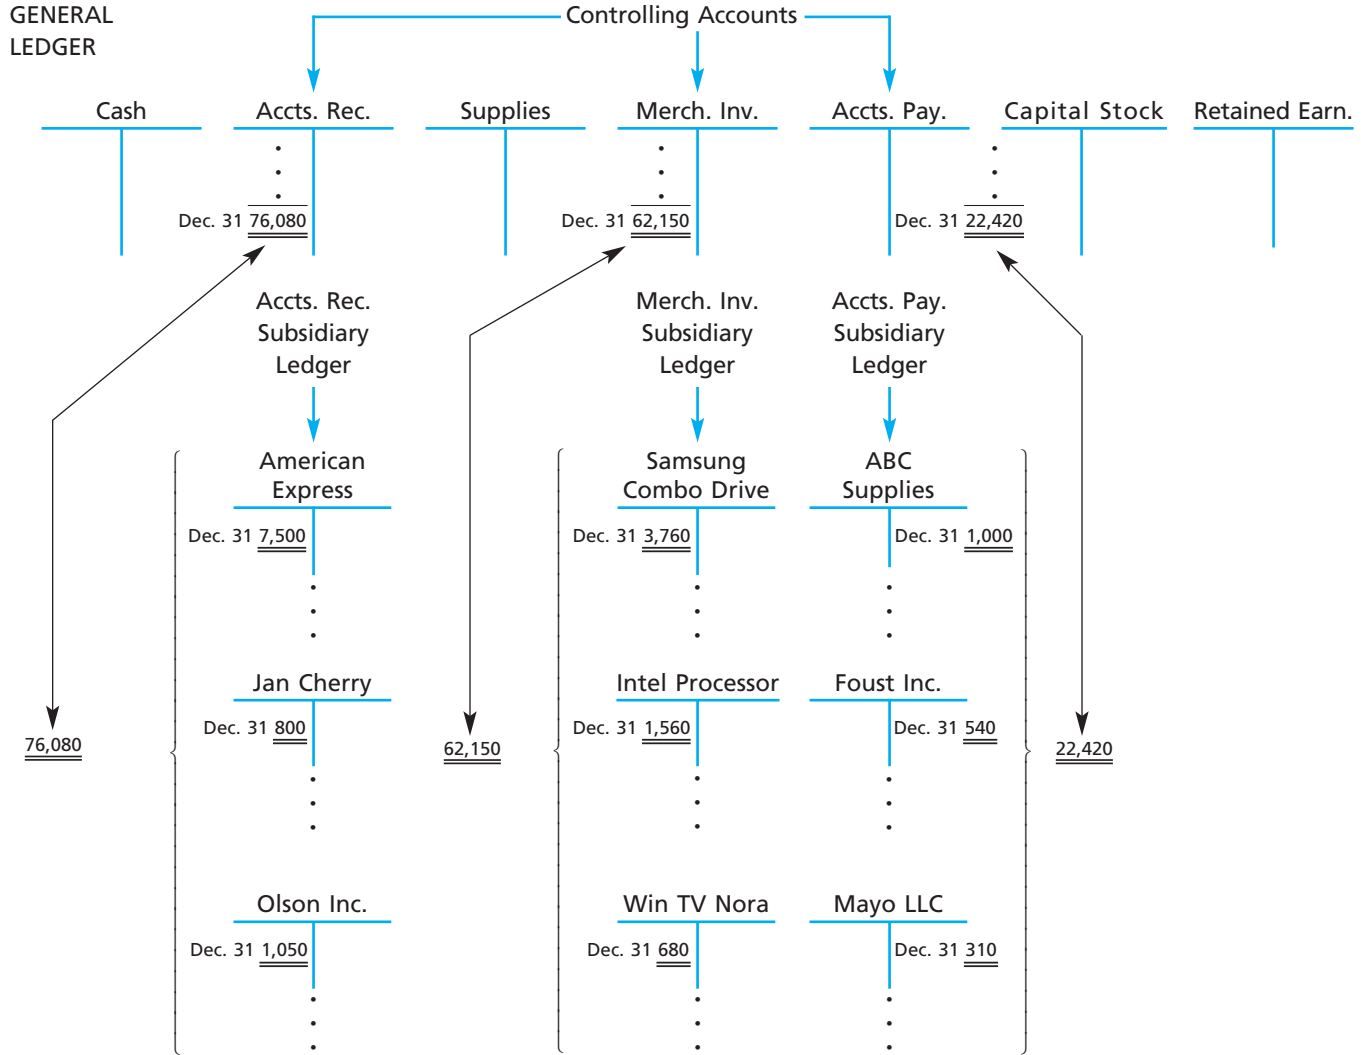 GENERAL
LEDGER
Controlling Accounts
Cash
Accts. Rec.
Supplies
Merch. Inv.
Accts. Pay.
Capital Stock
Retained Earn.
Dec. 31 76,080
Dec. 31 62,150
Dec. 31 22,420
Accts. Rec.
Subsidiary
Ledger
Merch. Inv.
Subsidiary
Ledger
Accts. Pay.
Subsidiary
Ledger
American
Express
Samsung
Combo Drive
ABC
Supplies
Dec. 31 7,500
Dec. 31 3,760
Dec. 31 1,000
Jan Cherry
Intel Processor
Foust Inc.
Dec. 31 800
Dec. 31 1,560
Dec. 31 540
76,080
62,150
22,420
Olson Inc.
Win TV Nora
Mayo LLC
Dec. 31 1,050
Dec. 31 680
Dec. 31 310